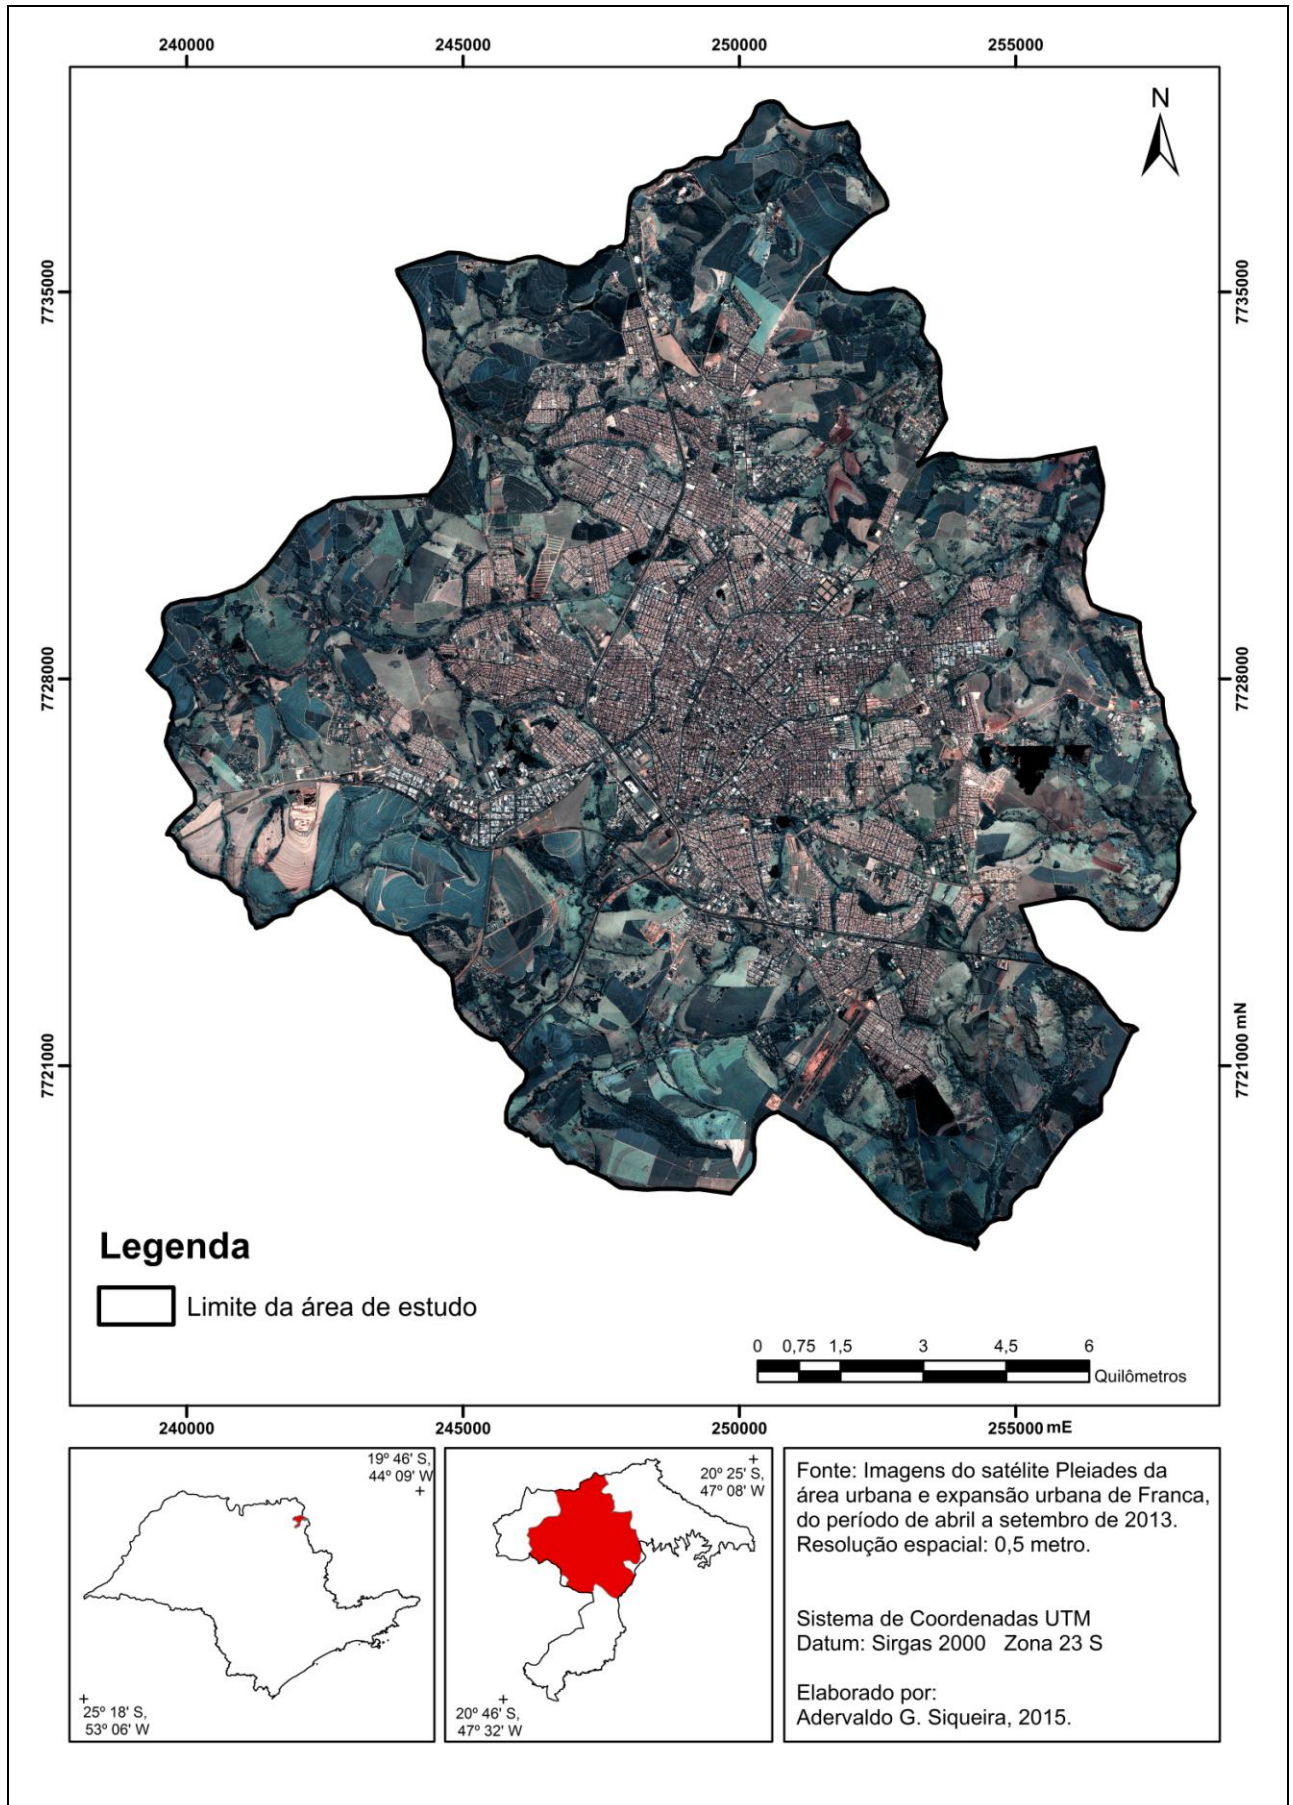 240000 245000 250000 255000
N
7735000 7735000
7728000 7728000
7721000 7721000 mN
Legenda
Limite da área de estudo
0 0,75 1,5 3 4,5 6
Quilômetros
240000 245000 250000 255000 mE
19º 46' S,
44º 09' W
25º 18' S,
53º 06' W
20º 25' S,
47º 08' W
20º 46' S,
47º 32' W
Fonte: Imagens do satélite Pleiades da
área urbana e expansão urbana de Franca,
do período de abril a setembro de 2013.
Resolução espacial: 0,5 metro.
Sistema de Coordenadas UTM
Datum: Sirgas 2000 Zona 23 S
Elaborado por:
Adervaldo G. Siqueira, 2015.